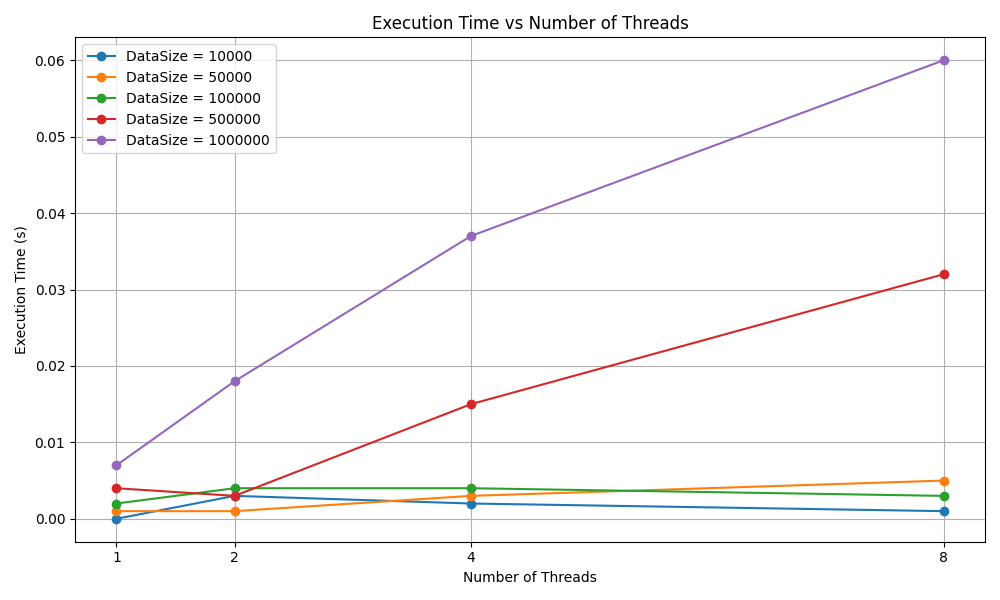 Execution Time vs Number of Threads
DataSize = 10000
DataSize = 50000
DataSize = 100000
DataSize = 500000
DataSize = 1000000
Execution Time (s)
0.06
0.05
0.04
0.03
0.02
0.01
0.00
1 2 4 8
Number of Threads